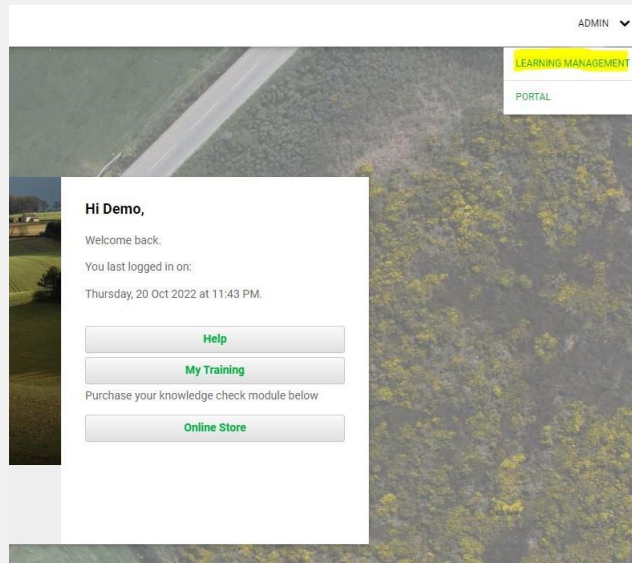 ADMIN
LEARNING MANAGEMENT
PORTAL
Hi Demo,
Welcome back.
You last logged in on:
Thursday, 20 Oct 2022 at 11:43 PM.
Help
My Training
Purchase your knowledge check module below
Online Store